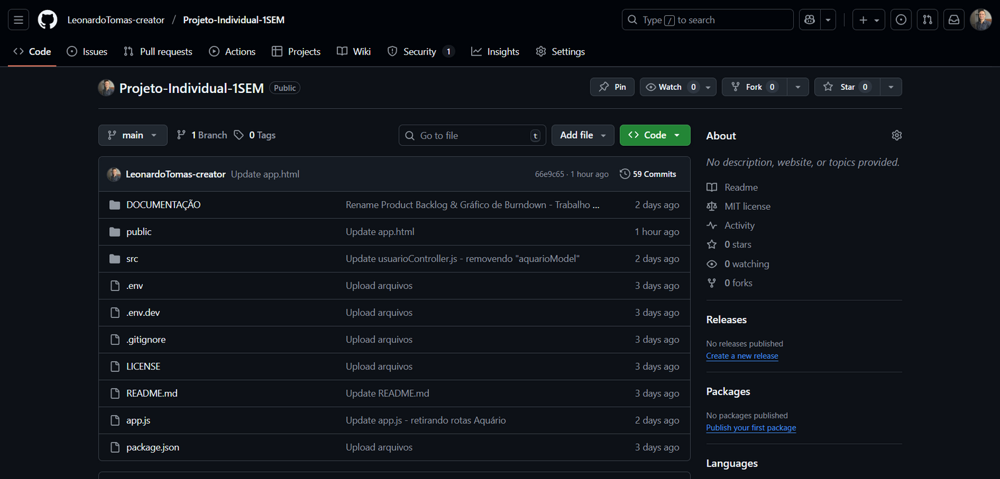 LeonardoTomas-creator / Projeto-Individual-1SEM
Type / to search
Code Issues Pull requests Actions Projects Wiki Security 1 Insights Settings
Projeto-Individual-1SEM Public
Pin Watch 0 Fork 0 Star 0
main 1 Branch 0 Tags
Go to file t Add file Code
LeonardoTomas-creator Update app.html 66e9c65 · 1 hour ago 59 Commits
DOCUMENTAÇÃO Rename Product Backlog & Gráfico de Burndown - Trabalho ... 2 days ago
public Update app.html 1 hour ago
src Update usuarioController.js - removendo "aquarioModel" 2 days ago
.env Upload arquivos 3 days ago
.env.dev Upload arquivos 3 days ago
.gitignore Upload arquivos 3 days ago
LICENSE Upload arquivos 3 days ago
README.md Update README.md 3 days ago
app.js Update app.js - retirando rotas Aquário 2 days ago
package.json Upload arquivos 3 days ago
About
No description, website, or topics provided.
Readme
MIT license
Activity
0 stars
0 watching
0 forks
Releases
No releases published
Create a new release
Packages
No packages published
Publish your first package
Languages